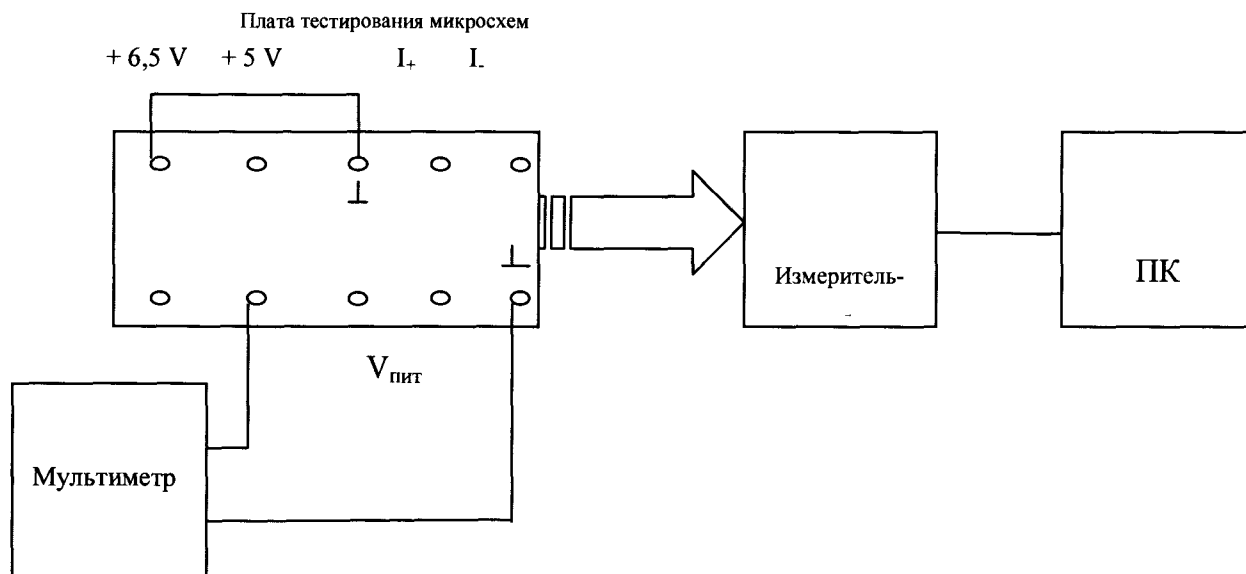 Плата тестирования микросхем
+ 6,5 V + 5 V I₊ I₋
Измеритель-
ПК
Vпит
Мультиметр